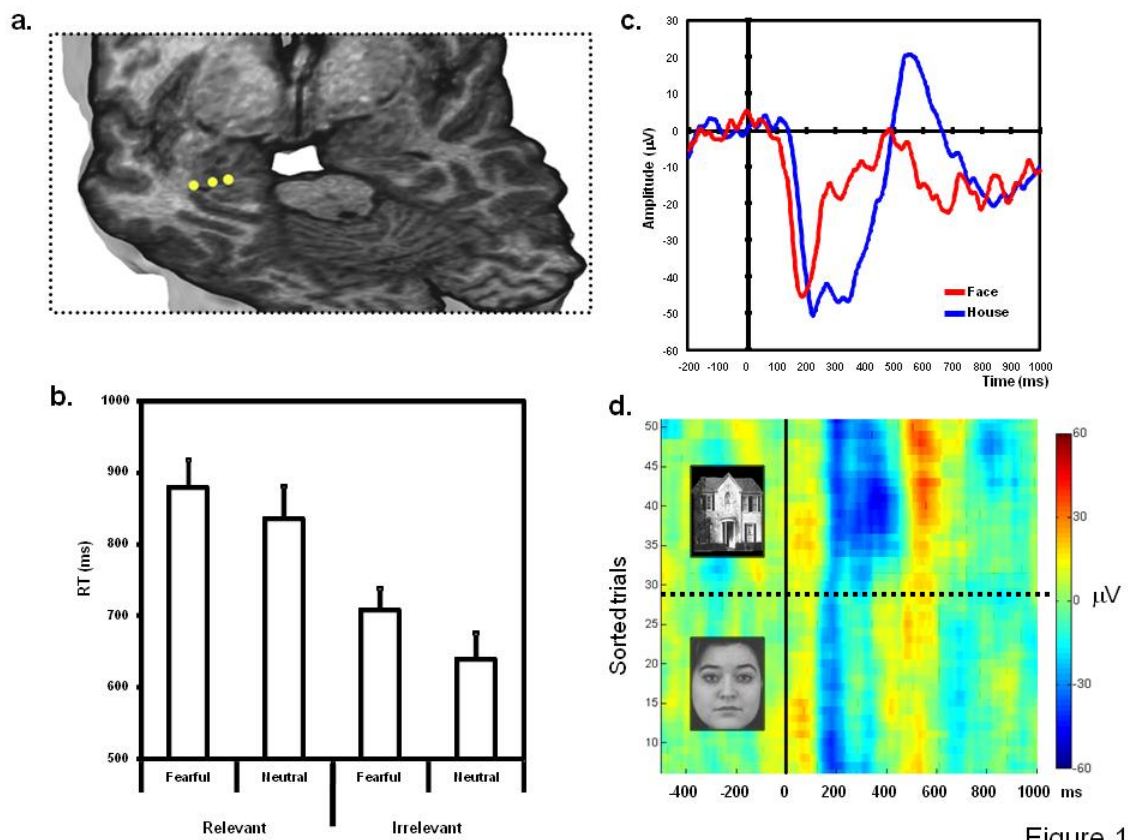 a.
b.
1000
900
800
700
600
500
RT (ms)
Fearful Neutral Fearful Neutral
Relevant Irrelevant
c.
30
20
10
0
-10
-20
-30
-40
-50
-60
Amplitude (µV)
Face
House
-200 -100 0 100 200 300 400 500 600 700 800 900 1000
Time (ms)
d.
50
45
40
35
30
25
20
15
10
Sorted trials
-400 -200 0 200 400 600 800 1000 ms
60
30
0
-30
-60
µV
Figure 1